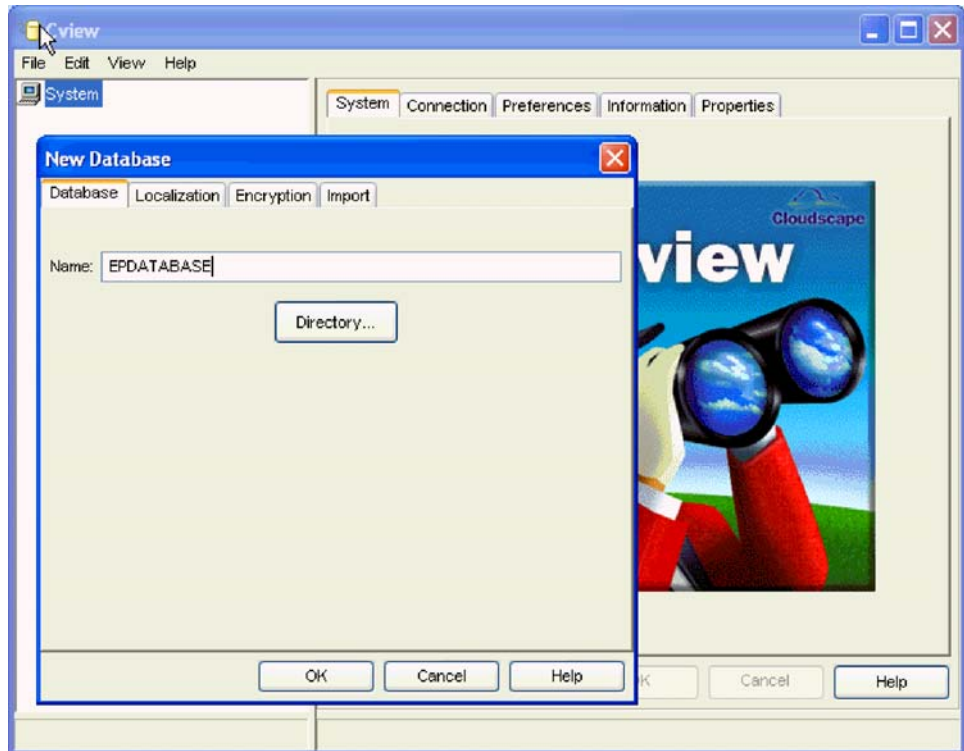 Cview
File Edit View Help
System
System Connection Preferences Information Properties
New Database
Database Localization Encryption Import
Name: EPDATABASE
Directory...
Cloudscape
view
OK Cancel Help
Cancel Help